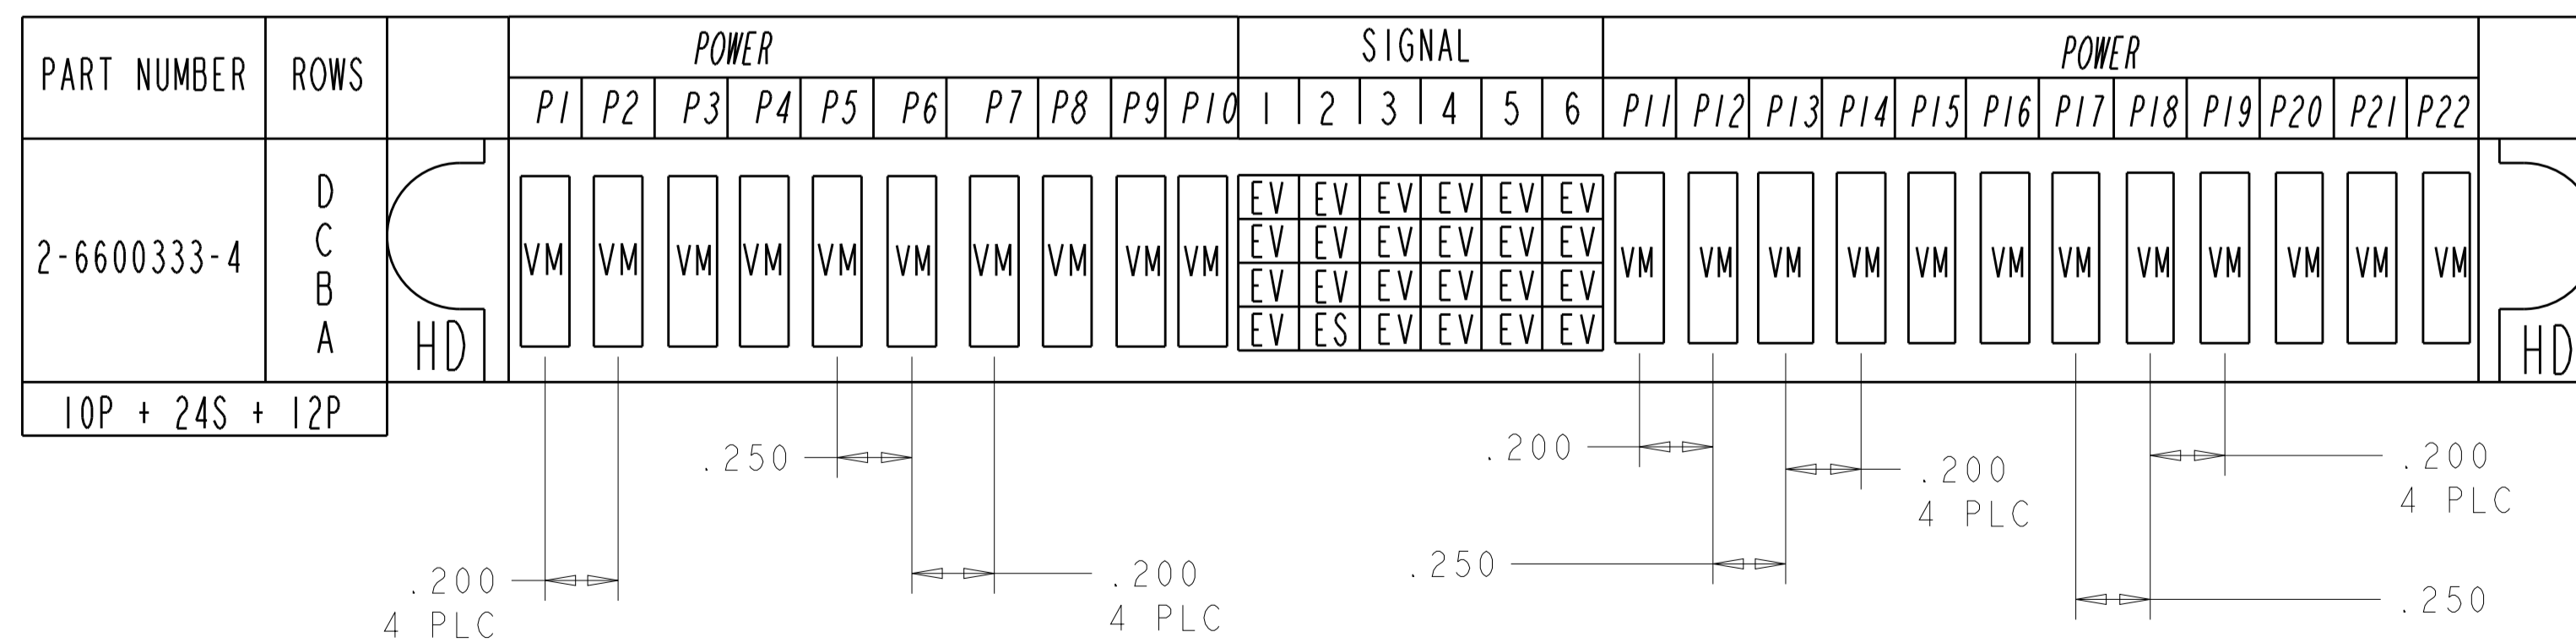 PART NUMBER ROWS POWER SIGNAL POWER
P1 P2 P3 P4 P5 P6 P7 P8 P9 P10 1 2 3 4 5 6 P11 P12 P13 P14 P15 P16 P17 P18 P19 P20 P21 P22
2-6600333-4
D
C
B
A
HD
VM VM VM VM VM VM VM VM VM VM
EV EV EV EV EV EV
EV EV EV EV EV EV
EV EV EV EV EV EV
EV ES EV EV EV EV
VM VM VM VM VM VM VM VM VM VM VM VM
HD
10P + 24S + 12P
.200
4 PLC
.250
.200
4 PLC
.200
.250
.200
4 PLC
.200
4 PLC
.250